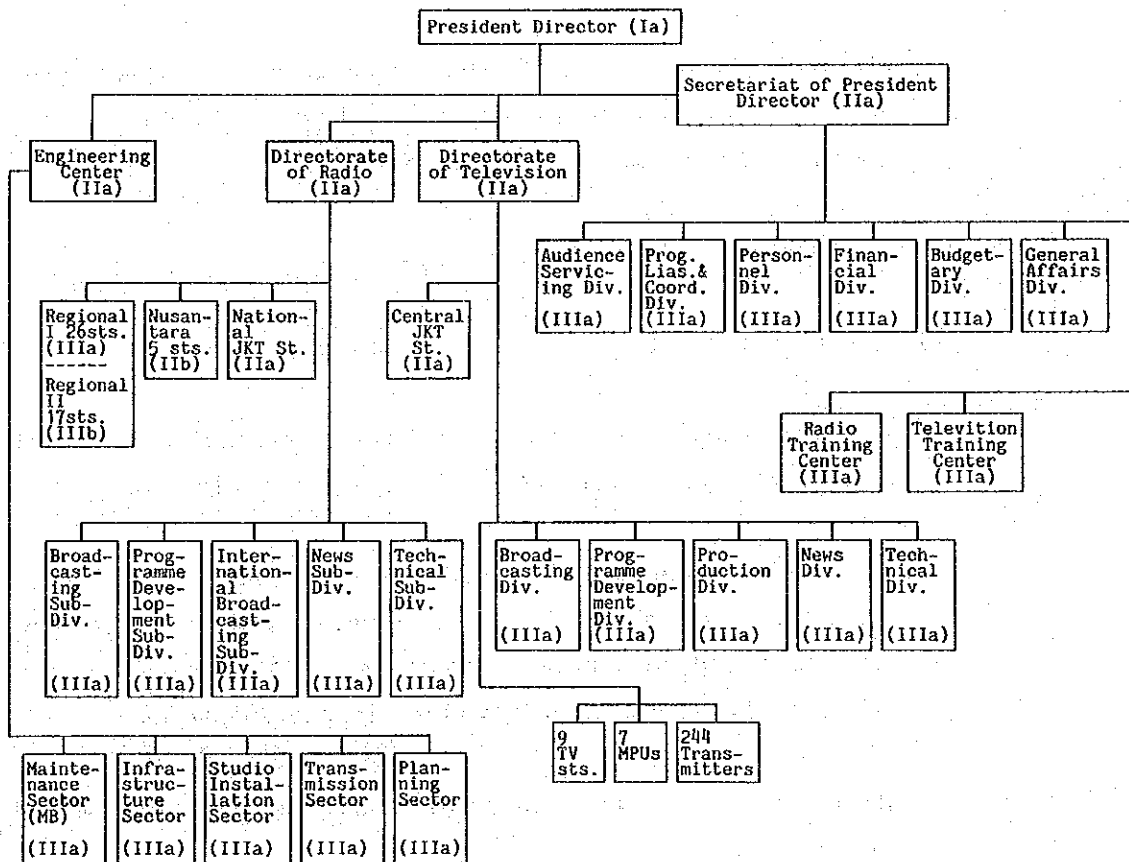 President Director (Ia)
Secretariat of President
Director (IIa)
Engineering
Center
(IIa)
Directorate
of Radio
(IIa)
Directorate
of Television
(IIa)
Audience
Servic-
ing Div.
(IIIa)
Prog.
Lias.&
Coord.
Div.
(IIIa)
Person-
nel Div.
(IIIa)
Finan-
cial
Div.
(IIIa)
Budget-
ary
Div.
(IIIa)
General
Affairs
Div.
(IIIa)
Regional
I 26sts.
(IIIa)
------
Regional
II
17sts.
(IIIb)
Nusan-
tara
5 sts.
(IIb)
Nation-
al
JKT St.
(IIa)
Central
JKT
St.
(IIa)
Radio
Training
Center
(IIIa)
Televition
Training
Center
(IIIa)
Broad-
cast-
ing
Sub-
Div.
(IIIa)
Pro-
gramme
Deve-
lop-
ment
Sub-
Div.
(IIIa)
Inter-
nation-
al
Broad-
cast-
ing
Sub-
Div.
(IIIa)
News
Sub-
Div.
(IIIa)
Tech-
nical
Sub-
Div.
(IIIa)
Broad-
casting
Div.
(IIIa)
Prog-
ramme
Develop-
ment
Div.
(IIIa)
Pro-
duction
Div.
(IIIa)
News
Div.
(IIIa)
Tech-
nical
Div.
(IIIa)
9
TV
sts.
7
MPUs
244
Trans-
mitters
Mainte-
nance
Sector
(MB)
(IIIa)
Infra-
struc-
ture
Sector
(IIIa)
Studio
Instal-
lation
Sector
(IIIa)
Trans-
mission
Sector
(IIIa)
Plan-
ning
Sector
(IIIa)